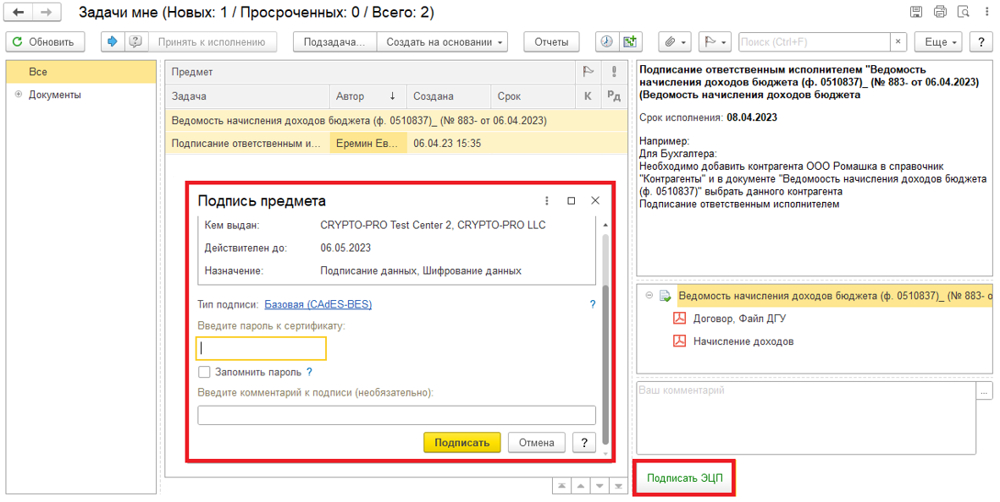 Задачи мне (Новых: 1 / Просроченных: 0 / Всего: 2)
Обновить
Принять к исполнению
Подзадача...
Создать на основании
Отчеты
Поиск (Ctrl+F)
×
Еще
?
Все
Документы
Предмет
Задача
Автор ↓
Создана
Срок
К
Рд
Ведомость начисления доходов бюджета (ф. 0510837)_ (№ 883- от 06.04.2023)
Подписание ответственным и...
Еремин Ев...
06.04.23 15:35
Подпись предмета
Кем выдан: CRYPTO-PRO Test Center 2, CRYPTO-PRO LLC
Действителен до: 06.05.2023
Назначение: Подписание данных, Шифрование данных
Тип подписи: Базовая (CAdES-BES) ?
Введите пароль к сертификату:
Запомнить пароль ?
Введите комментарий к подписи (необязательно):
Подписать
Отмена
?
Подписание ответственным исполнителем "Ведомость
начисления доходов бюджета (ф. 0510837)_ (№ 883- от 06.04.2023)
(Ведомость начисления доходов бюджета
Срок исполнения: 08.04.2023
Например:
Для Бухгалтера:
Необходимо добавить контрагента ООО Ромашка в справочник
"Контрагенты" и в документе "Ведомоость начисления доходов бюджета
(ф. 0510837)" выбрать данного контрагента
Подписание ответственным исполнителем
Ведомость начисления доходов бюджета (ф. 0510837)_ (№ 883- о
Договор, Файл ДГУ
Начисление доходов
Ваш комментарий
...
Подписать ЭЦП